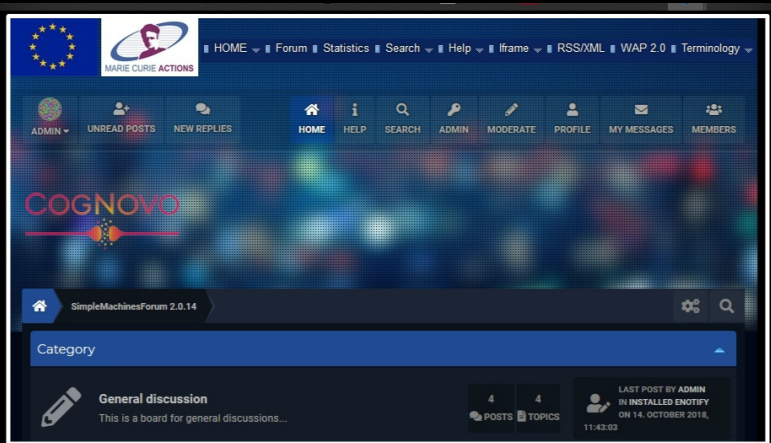 HOME Forum Statistics Search Help Iframe RSS/XML WAP 2.0 Terminology
MARIE CURIE ACTIONS
ADMIN UNREAD POSTS NEW REPLIES HOME HELP SEARCH ADMIN MODERATE PROFILE MY MESSAGES MEMBERS
COGNOVO
SimpleMachinesForum 2.0.14
Category
General discussion
This is a board for general discussions...
4 POSTS 4 TOPICS
LAST POST BY ADMIN
IN INSTALLED ENOTIFY
ON 14. OCTOBER 2018,
11:43:03